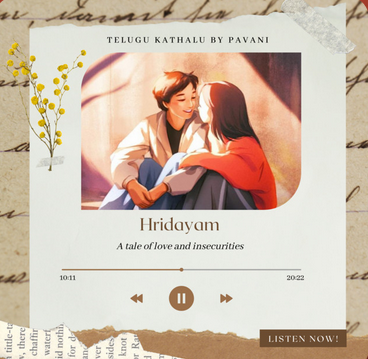 TELUGU KATHALU BY PAVANI
Hridayam
A tale of love and insecurities
10:11
20:22
LISTEN NOW!